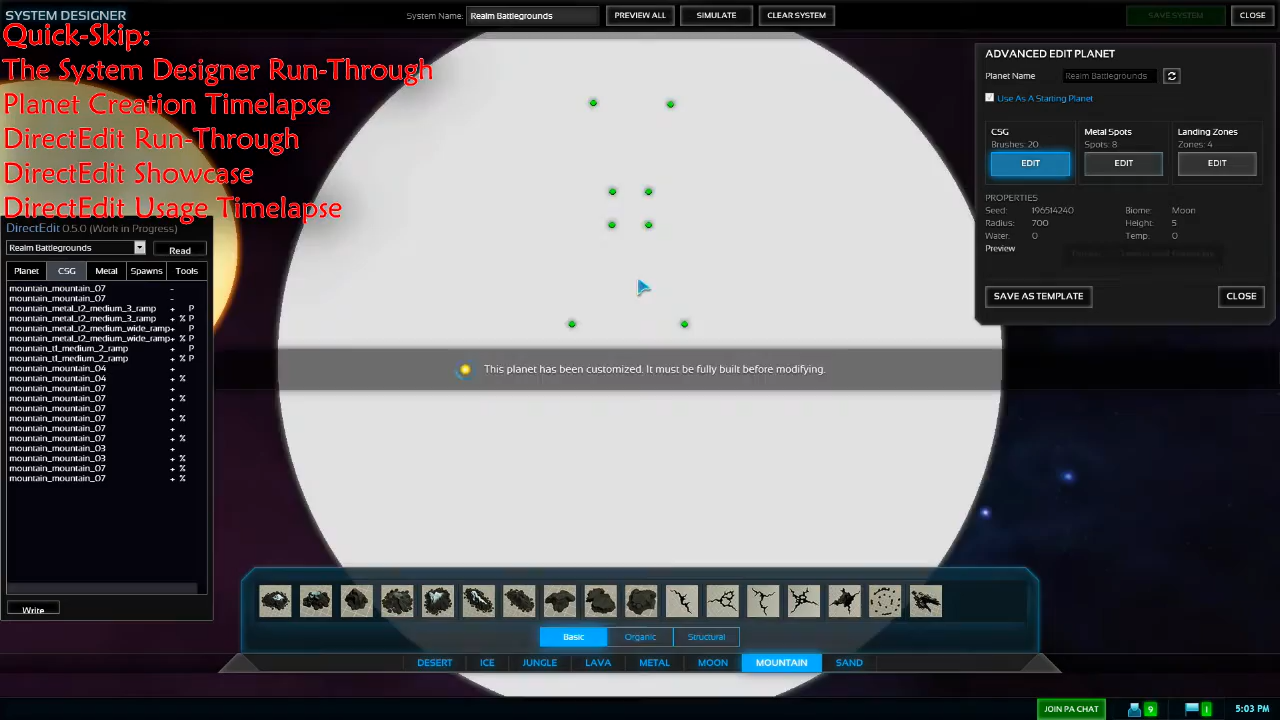 SYSTEM DESIGNER
System Name:
Realm Battlegrounds
PREVIEW ALL
SIMULATE
CLEAR SYSTEM
SAVE SYSTEM
CLOSE
Quick-Skip:
The System Designer Run-Through
Planet Creation Timelapse
DirectEdit Run-Through
DirectEdit Showcase
DirectEdit Usage Timelapse
DirectEdit 0.5.0 (Work in Progress)
Realm Battlegrounds
Read
Planet
CSG
Metal
Spawns
Tools
mountain_mountain_07 -
mountain_mountain_07 -
mountain_metal_t2_medium_3_ramp + P
mountain_metal_t2_medium_3_ramp + % P
mountain_metal_t2_medium_wide_ramp + P
mountain_metal_t2_medium_wide_ramp + % P
mountain_t1_medium_2_ramp + P
mountain_t1_medium_2_ramp + % P
mountain_mountain_04 +
mountain_mountain_04 + %
mountain_mountain_07 +
mountain_mountain_07 + %
mountain_mountain_07 +
mountain_mountain_07 + %
mountain_mountain_07 +
mountain_mountain_07 + %
mountain_mountain_03 +
mountain_mountain_03 + %
mountain_mountain_07 +
mountain_mountain_07 + %
Write
ADVANCED EDIT PLANET
Planet Name
Realm Battlegrounds
Use As A Starting Planet
CSG
Brushes: 20
EDIT
Metal Spots
Spots: 8
EDIT
Landing Zones
Zones: 4
EDIT
PROPERTIES
Seed: 196514240
Biome: Moon
Radius: 700
Height: 5
Water: 0
Temp: 0
Preview
SAVE AS TEMPLATE
CLOSE
This planet has been customized. It must be fully built before modifying.
Basic
Organic
Structural
DESERT
ICE
JUNGLE
LAVA
METAL
MOON
MOUNTAIN
SAND
JOIN PA CHAT
9
1
5:03 PM